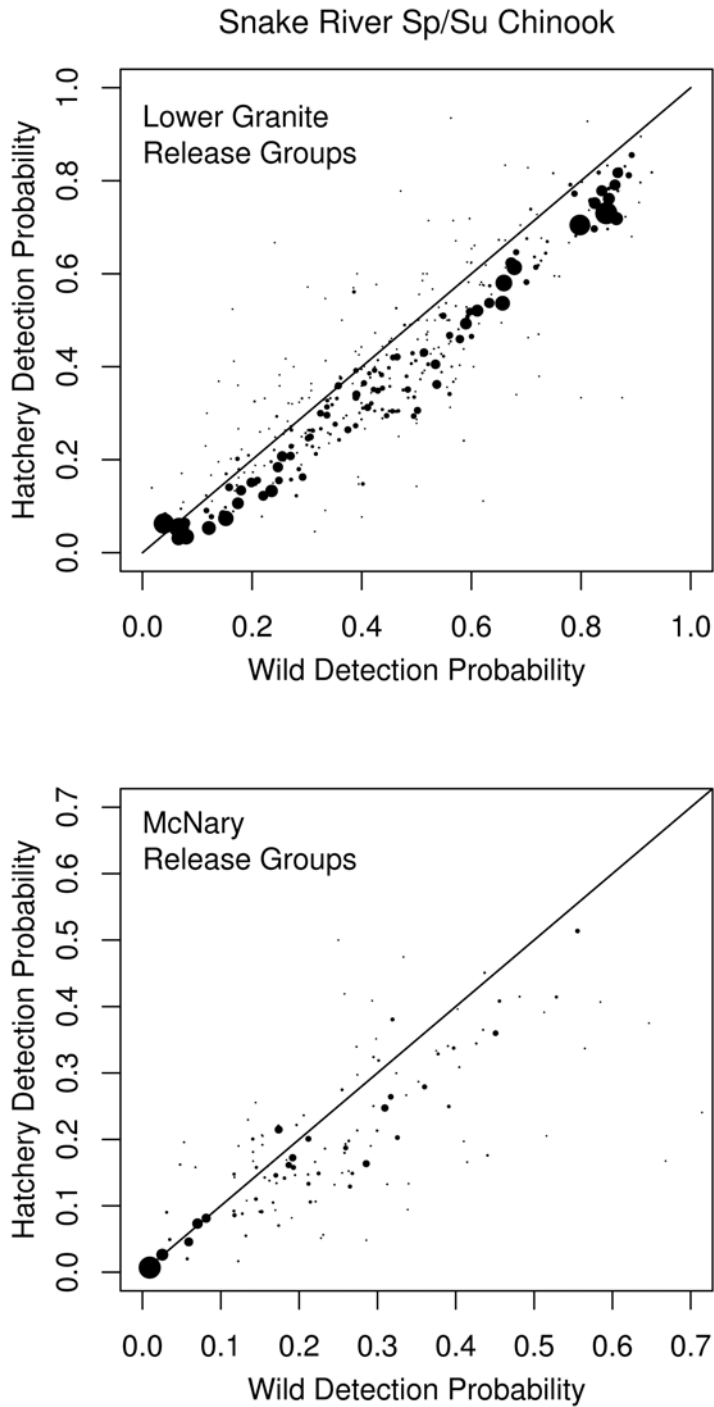 Snake River Sp/Su Chinook
Lower Granite
Release Groups
Hatchery Detection Probability
0.0 0.2 0.4 0.6 0.8 1.0
0.0 0.2 0.4 0.6 0.8 1.0
Wild Detection Probability
McNary
Release Groups
Hatchery Detection Probability
0.0 0.1 0.2 0.3 0.4 0.5 0.6 0.7
0.0 0.1 0.2 0.3 0.4 0.5 0.6 0.7
Wild Detection Probability